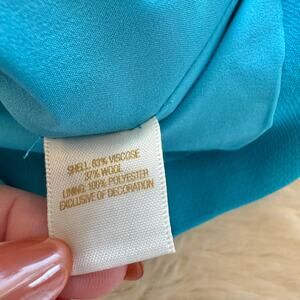 SHELL: 63% VISCOSE
37% WOOL
LINING: 100% POLYESTER
EXCLUSIVE OF DECORATION